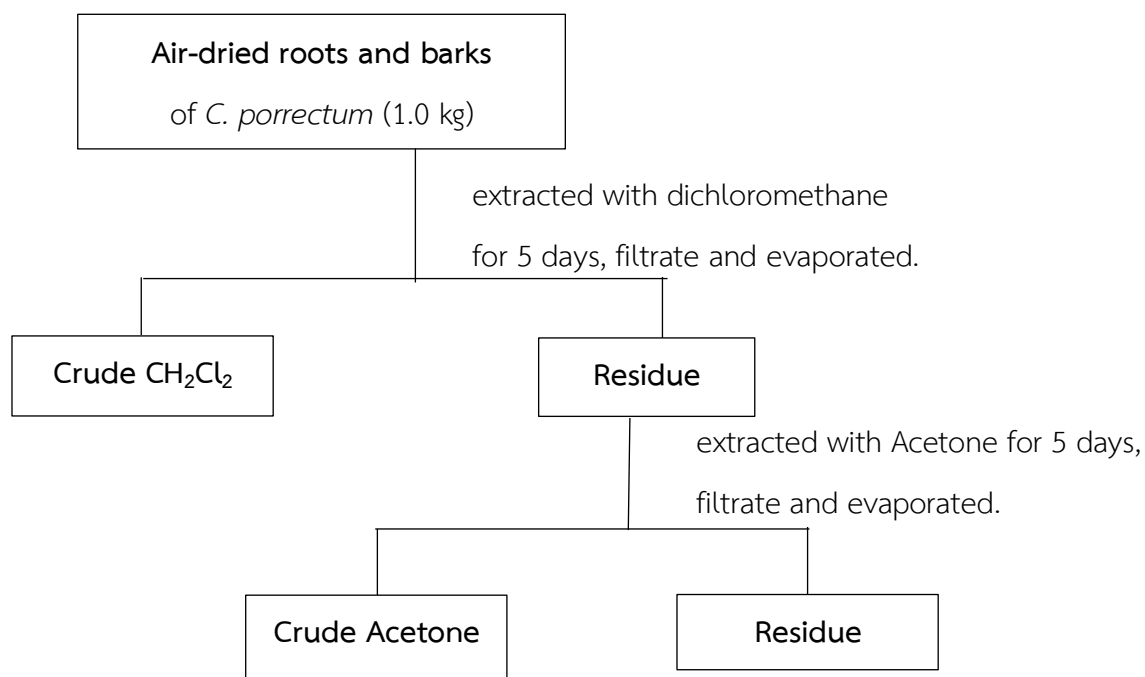 Air-dried roots and barks
of C. porrectum (1.0 kg)
extracted with dichloromethane
for 5 days, filtrate and evaporated.
Crude CH₂Cl₂
Residue
extracted with Acetone for 5 days,
filtrate and evaporated.
Crude Acetone
Residue